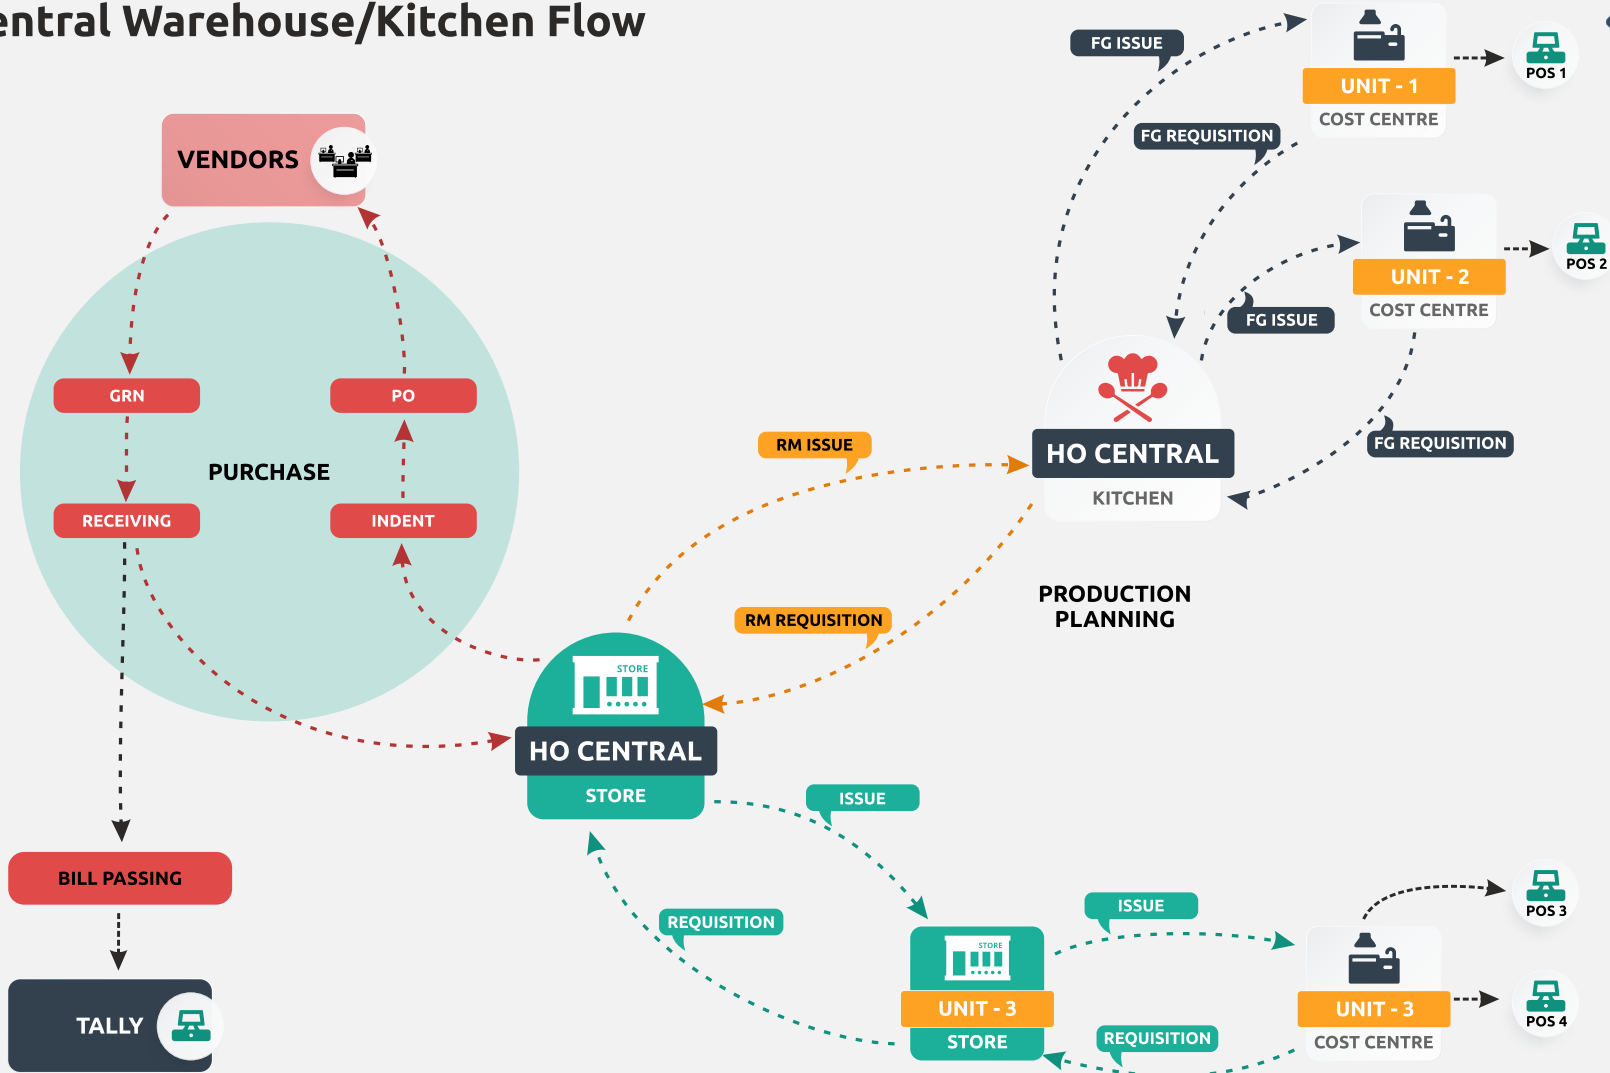 entral Warehouse/Kitchen Flow
FG ISSUE
UNIT - 1
COST CENTRE
POS 1
FG REQUISITION
VENDORS
UNIT - 2
COST CENTRE
POS 2
FG ISSUE
GRN
PO
PURCHASE
RECEIVING
INDENT
RM ISSUE
HO CENTRAL
KITCHEN
FG REQUISITION
PRODUCTION
PLANNING
RM REQUISITION
STORE
HO CENTRAL
STORE
ISSUE
BILL PASSING
REQUISITION
ISSUE
POS 3
STORE
UNIT - 3
STORE
UNIT - 3
COST CENTRE
POS 4
REQUISITION
TALLY